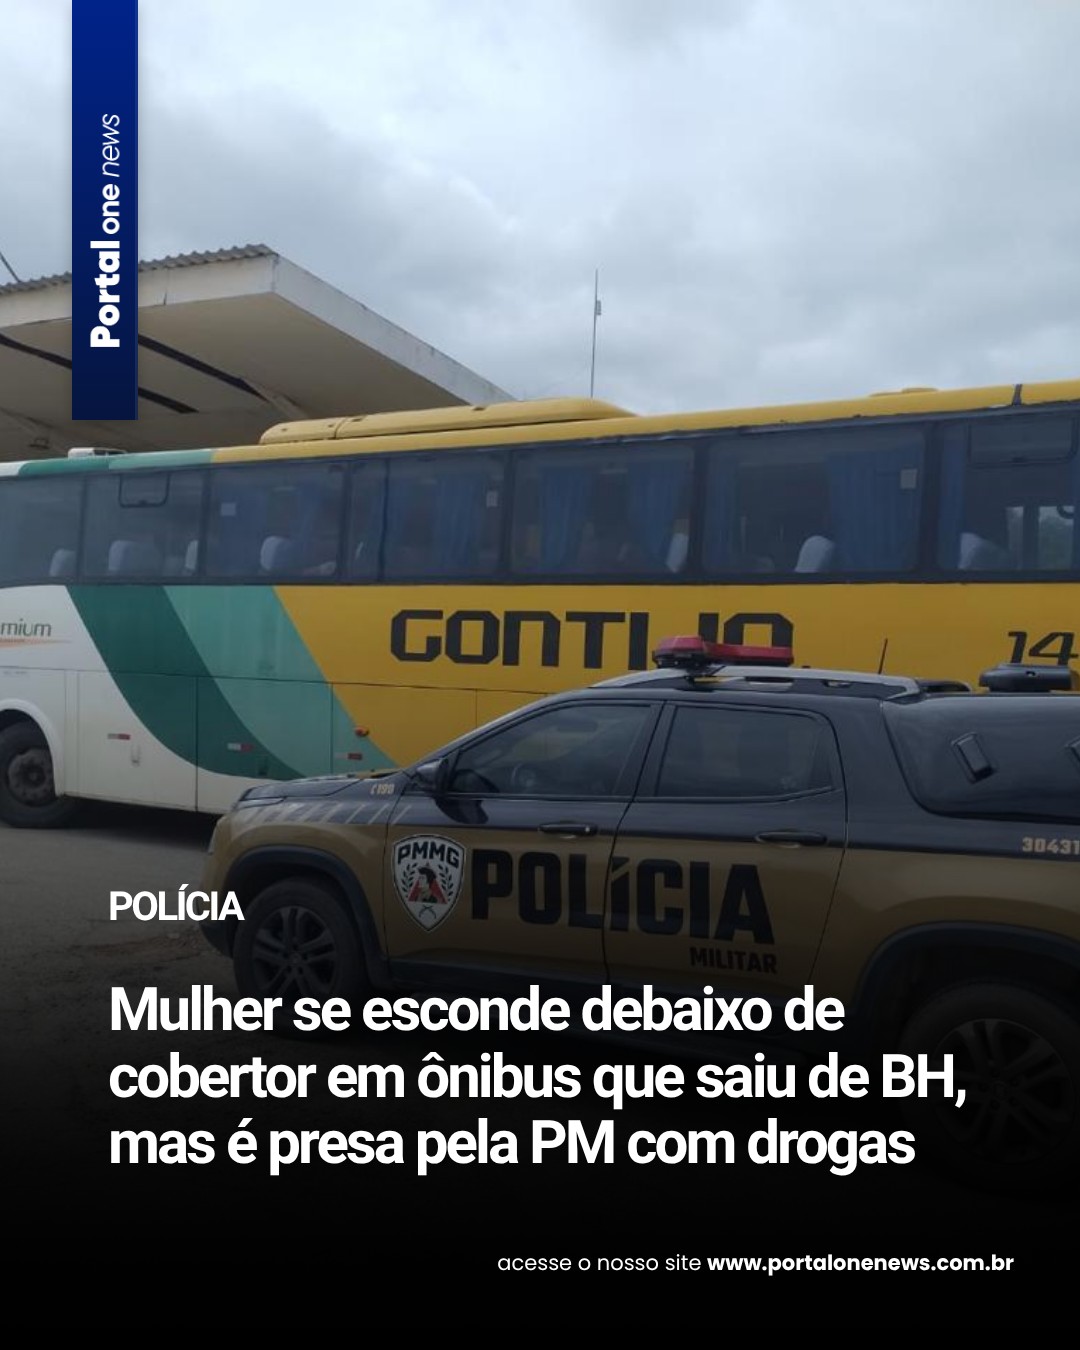 Portal one news
mium
GONTIJO
14
C190
PMMG
POLÍCIA
MILITAR
30431
POLÍCIA
Mulher se esconde debaixo de
cobertor em ônibus que saiu de BH,
mas é presa pela PM com drogas
acesse o nosso site www.portalonenews.com.br